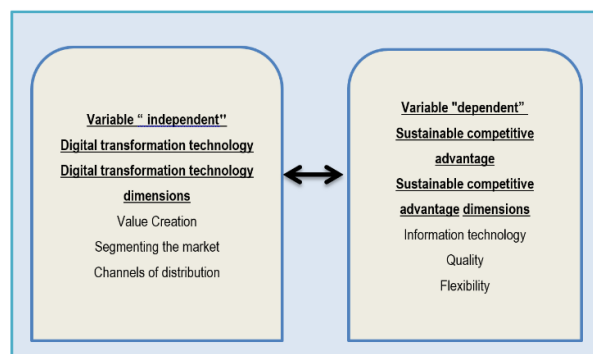 Variable “ independent"
Digital transformation technology
Digital transformation technology
dimensions
Value Creation
Segmenting the market
Channels of distribution
Variable "dependent”
Sustainable competitive
advantage
Sustainable competitive
advantage dimensions
Information technology
Quality
Flexibility